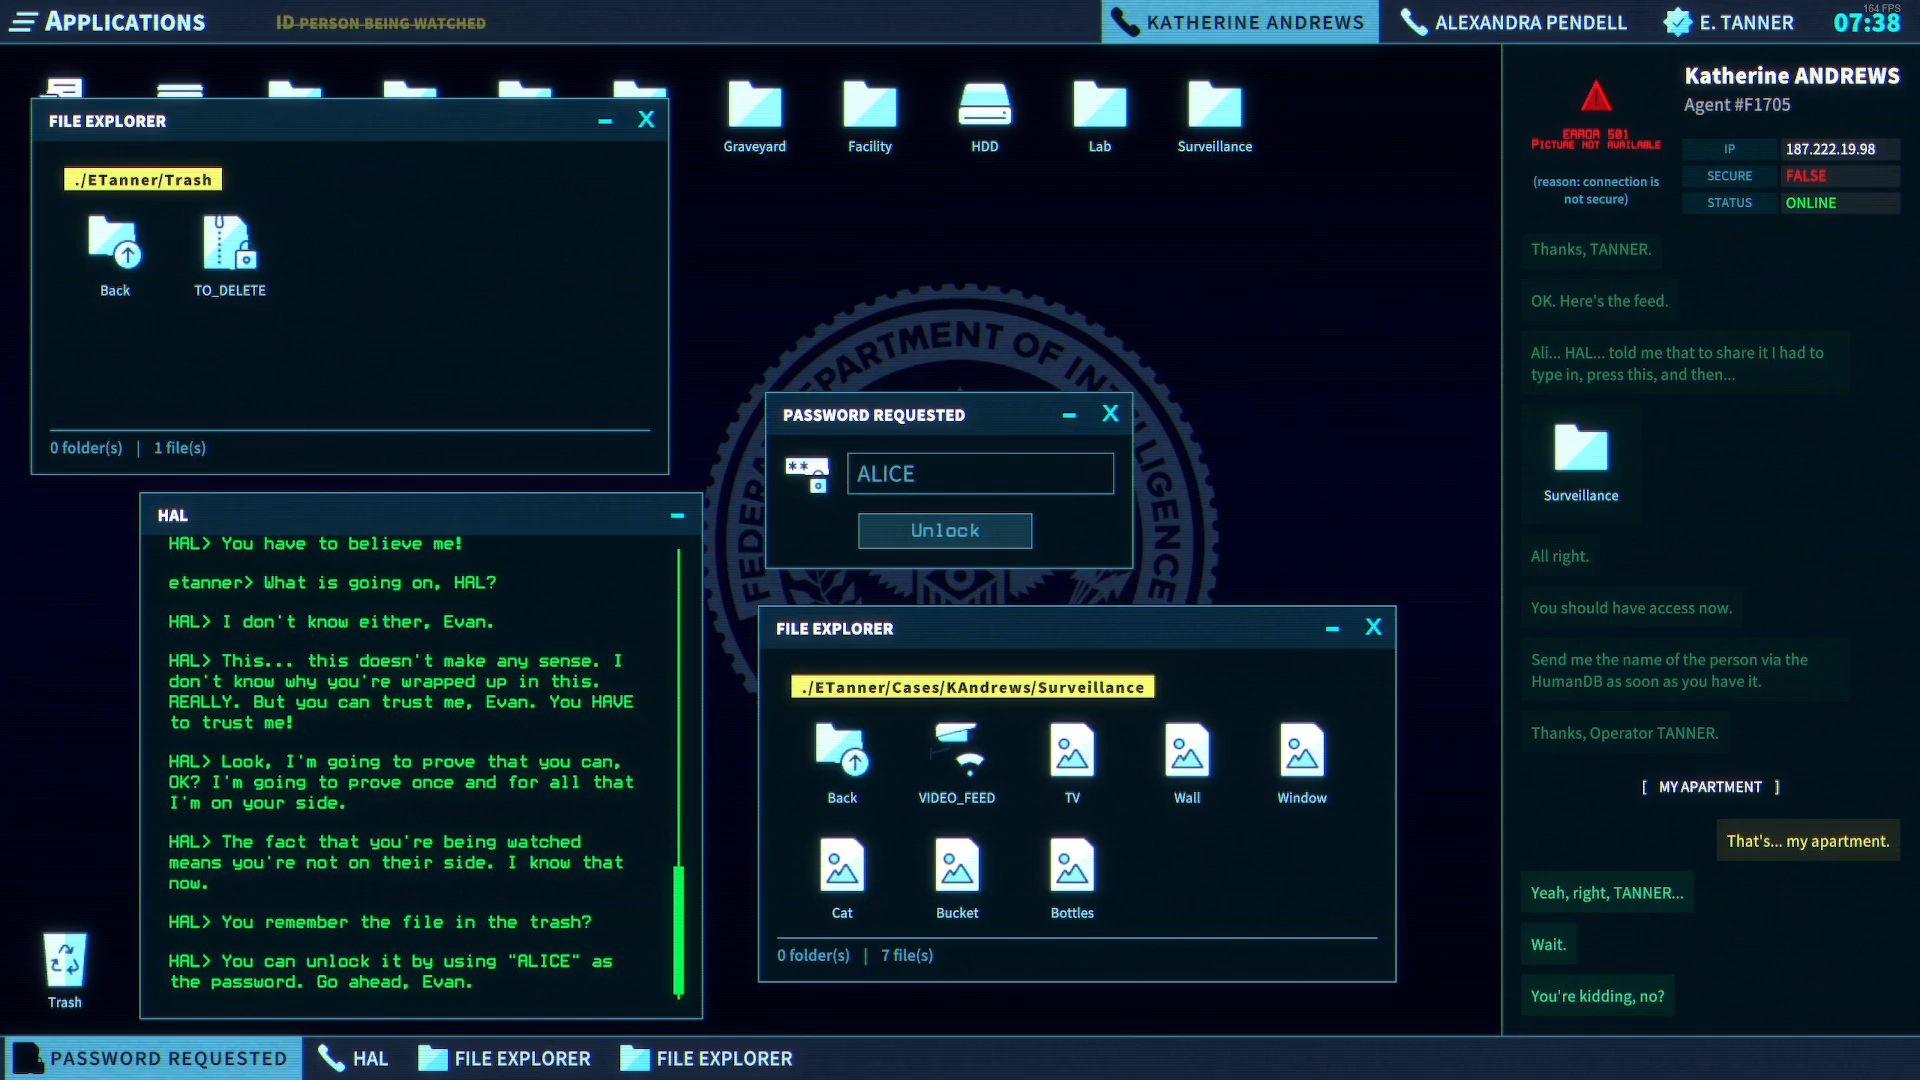 APPLICATIONS
ID PERSON BEING WATCHED
KATHERINE ANDREWS
ALEXANDRA PENDELL
E. TANNER
164 FPS
07:38
FILE EXPLORER
./ETanner/Trash
Back
TO_DELETE
0 folder(s) | 1 file(s)
Graveyard
Facility
HDD
Lab
Surveillance
FEDERAL DEPARTMENT OF INTELLIGENCE
PASSWORD REQUESTED
**
ALICE
Unlock
HAL
HAL> You have to believe me!
etanner> What is going on, HAL?
HAL> I don't know either, Evan.
HAL> This... this doesn't make any sense. I
don't know why you're wrapped up in this.
REALLY. But you can trust me, Evan. You HAVE
to trust me!
HAL> Look, I'm going to prove that you can,
OK? I'm going to prove once and for all that
I'm on your side.
HAL> The fact that you're being watched
means you're not on their side. I know that
now.
HAL> You remember the file in the trash?
HAL> You can unlock it by using "ALICE" as
the password. Go ahead, Evan.
FILE EXPLORER
./ETanner/Cases/KAndrews/Surveillance
Back
VIDEO_FEED
TV
Wall
Window
Cat
Bucket
Bottles
0 folder(s) | 7 file(s)
Trash
ERROR 501
PICTURE NOT AVAILABLE
(reason: connection is
not secure)
Katherine ANDREWS
Agent #F1705
IP 187.222.19.98
SECURE FALSE
STATUS ONLINE
Thanks, TANNER.
OK. Here's the feed.
Ali... HAL... told me that to share it I had to
type in, press this, and then...
Surveillance
All right.
You should have access now.
Send me the name of the person via the
HumanDB as soon as you have it.
Thanks, Operator TANNER.
[ MY APARTMENT ]
That's... my apartment.
Yeah, right, TANNER...
Wait.
You're kidding, no?
PASSWORD REQUESTED
HAL
FILE EXPLORER
FILE EXPLORER